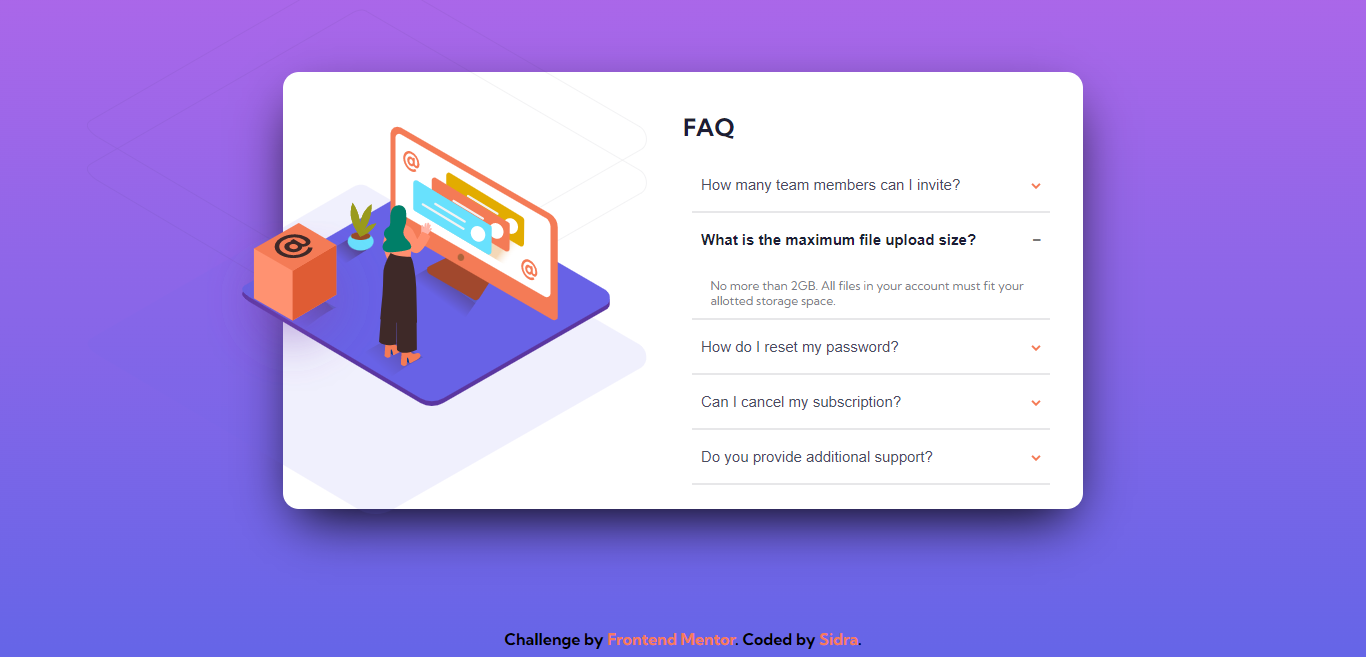 FAQ
How many team members can I invite?
What is the maximum file upload size?
No more than 2GB. All files in your account must fit your
allotted storage space.
How do I reset my password?
Can I cancel my subscription?
Do you provide additional support?
@
@
@
Challenge by Frontend Mentor. Coded by Sidra.